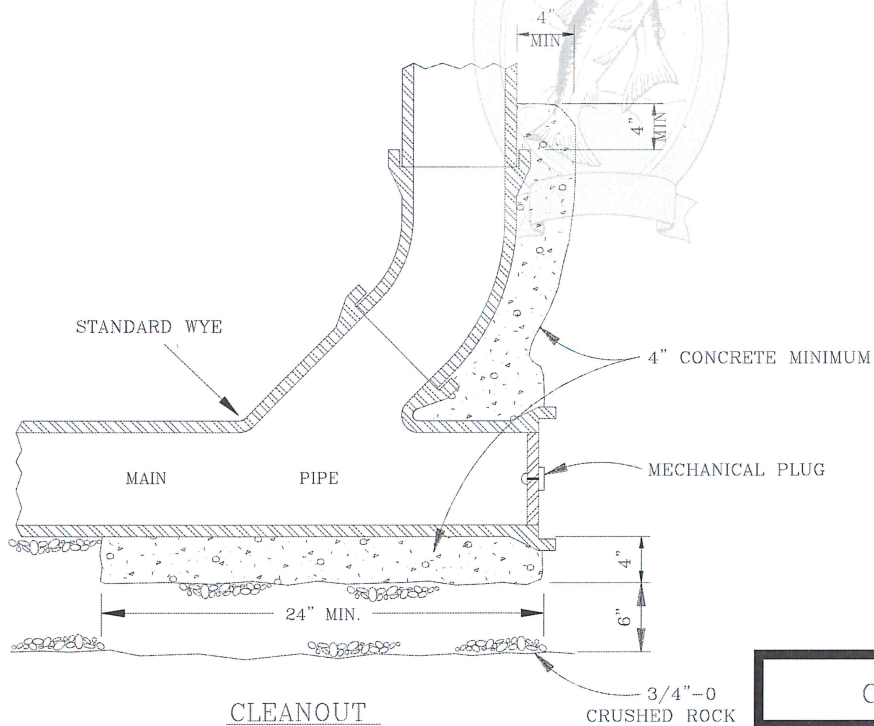 4"
MIN
4"
MIN
STANDARD WYE
4" CONCRETE MINIMUM
MAIN PIPE
MECHANICAL PLUG
4"
24" MIN.
6"
3/4"-0
CRUSHED ROCK
CLEANOUT